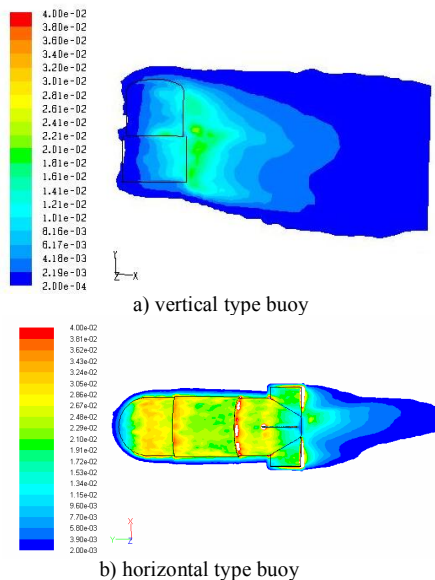 4.00e-02
3.80e-02
3.60e-02
3.40e-02
3.20e-02
3.01e-02
2.81e-02
2.61e-02
2.41e-02
2.21e-02
2.01e-02
1.81e-02
1.61e-02
1.41e-02
1.21e-02
1.01e-02
8.16e-03
6.17e-03
4.18e-03
2.19e-03
2.00e-04
Y
Z X
a) vertical type buoy
4.00e-02
3.81e-02
3.62e-02
3.43e-02
3.24e-02
3.05e-02
2.86e-02
2.67e-02
2.48e-02
2.29e-02
2.10e-02
1.91e-02
1.72e-02
1.53e-02
1.34e-02
1.15e-02
9.60e-03
7.70e-03
5.80e-03
3.90e-03
2.00e-03
X
Y Z
b) horizontal type buoy